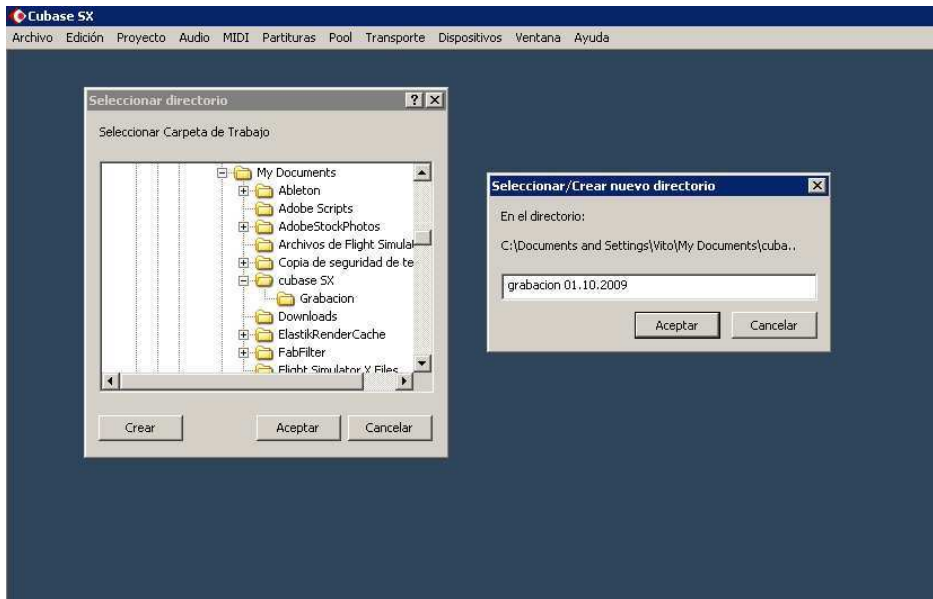 Cubase SX
Archivo Edición Proyecto Audio MIDI Partituras Pool Transporte Dispositivos Ventana Ayuda
Seleccionar directorio
Seleccionar Carpeta de Trabajo
My Documents
Ableton
Adobe Scripts
AdobeStockPhotos
Archivos de Flight Simulat
Copia de seguridad de te
cubase SX
Grabacion
Downloads
ElastikRenderCache
FabFilter
Flight Simulator X Files
Crear Aceptar Cancelar
Seleccionar/Crear nuevo directorio
En el directorio:
C:\Documents and Settings\Vito\My Documents\cuba..
grabacion 01.10.2009
Aceptar Cancelar